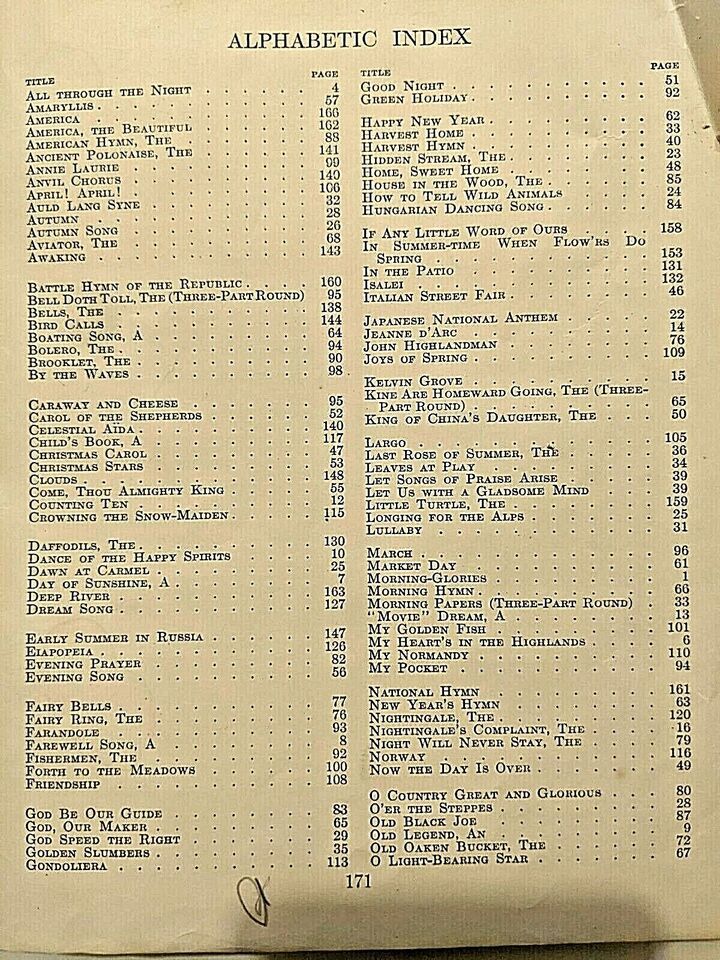 ALPHABETIC INDEX
TITLE PAGE
ALL THROUGH THE NIGHT . . . . . . 4
AMARYLLIS . . . . . . 57
AMERICA . . . . . . 166
AMERICA, THE BEAUTIFUL . . . . . . 162
AMERICAN HYMN, THE . . . . . . 88
ANCIENT POLONAISE, THE . . . . . . 141
ANNIE LAURIE . . . . . . 99
ANVIL CHORUS . . . . . . 140
APRIL! APRIL! . . . . . . 106
AULD LANG SYNE . . . . . . 32
AUTUMN . . . . . . 28
AUTUMN SONG . . . . . . 26
AVIATOR, THE . . . . . . 68
AWAKING . . . . . . 143
BATTLE HYMN OF THE REPUBLIC . . . . 160
BELL DOTH TOLL, THE (THREE-PART ROUND) 95
BELLS, THE . . . . . . 138
BIRD CALLS . . . . . . 144
BOATING SONG, A . . . . . . 64
BOLERO, THE . . . . . . 94
BROOKLET, THE . . . . . . 90
BY THE WAVES . . . . . . 98
CARAWAY AND CHEESE . . . . . . 95
CAROL OF THE SHEPHERDS . . . . . . 52
CELESTIAL AÏDA . . . . . . 140
CHILD'S BOOK, A . . . . . . 117
CHRISTMAS CAROL . . . . . . 47
CHRISTMAS STARS . . . . . . 53
CLOUDS . . . . . . 148
COME, THOU ALMIGHTY KING . . . . . . 55
COUNTING TEN . . . . . . 12
CROWNING THE SNOW-MAIDEN . . . . . . 115
DAFFODILS, THE . . . . . . 130
DANCE OF THE HAPPY SPIRITS . . . . . . 10
DAWN AT CARMEL . . . . . . 25
DAY OF SUNSHINE, A . . . . . . 7
DEEP RIVER . . . . . . 163
DREAM SONG . . . . . . 127
EARLY SUMMER IN RUSSIA . . . . . . 147
EIAPOPEIA . . . . . . 126
EVENING PRAYER . . . . . . 82
EVENING SONG . . . . . . 56
FAIRY BELLS . . . . . . 77
FAIRY RING, THE . . . . . . 76
FARANDOLE . . . . . . 93
FAREWELL SONG, A . . . . . . 8
FISHERMEN, THE . . . . . . 92
FORTH TO THE MEADOWS . . . . . . 100
FRIENDSHIP . . . . . . 108
GOD BE OUR GUIDE . . . . . . 83
GOD, OUR MAKER . . . . . . 65
GOD SPEED THE RIGHT . . . . . . 29
GOLDEN SLUMBERS . . . . . . 35
GONDOLIERA . . . . . . 113
TITLE PAGE
GOOD NIGHT . . . . . . 51
GREEN HOLIDAY . . . . . . 92
HAPPY NEW YEAR . . . . . . 62
HARVEST HOME . . . . . . 33
HARVEST HYMN . . . . . . 40
HIDDEN STREAM, THE . . . . . . 23
HOME, SWEET HOME . . . . . . 48
HOUSE IN THE WOOD, THE . . . . . . 85
HOW TO TELL WILD ANIMALS . . . . . . 24
HUNGARIAN DANCING SONG . . . . . . 84
IF ANY LITTLE WORD OF OURS . . . . 158
IN SUMMER-TIME WHEN FLOW'RS DO
SPRING . . . . . . 153
IN THE PATIO . . . . . . 131
ISALEI . . . . . . 132
ITALIAN STREET FAIR . . . . . . 46
JAPANESE NATIONAL ANTHEM . . . . . . 22
JEANNE D'ARC . . . . . . 14
JOHN HIGHLANDMAN . . . . . . 76
JOYS OF SPRING . . . . . . 109
KELVIN GROVE . . . . . . 15
KINE ARE HOMEWARD GOING, THE (THREE-
PART ROUND) . . . . . . 65
KING OF CHINA'S DAUGHTER, THE . . . 50
LARGO . . . . . . 105
LAST ROSE OF SUMMER, THE . . . . . . 36
LEAVES AT PLAY . . . . . . 34
LET SONGS OF PRAISE ARISE . . . . . . 39
LET US WITH A GLADSOME MIND . . . . 39
LITTLE TURTLE, THE . . . . . . 159
LONGING FOR THE ALPS . . . . . . 25
LULLABY . . . . . . 31
MARCH . . . . . . 96
MARKET DAY . . . . . . 61
MORNING-GLORIES . . . . . . 1
MORNING HYMN . . . . . . 66
MORNING PAPERS (THREE-PART ROUND) . 33
"MOVIE" DREAM, A . . . . . . 13
MY GOLDEN FISH . . . . . . 101
MY HEART'S IN THE HIGHLANDS . . . . 6
MY NORMANDY . . . . . . 110
MY POCKET . . . . . . 94
NATIONAL HYMN . . . . . . 161
NEW YEAR'S HYMN . . . . . . 63
NIGHTINGALE, THE . . . . . . 120
NIGHTINGALE'S COMPLAINT, THE . . . . 16
NIGHT WILL NEVER STAY, THE . . . . 79
NORWAY . . . . . . 116
NOW THE DAY IS OVER . . . . . . 49
O COUNTRY GREAT AND GLORIOUS . . . 80
O'ER THE STEPPES . . . . . . 28
OLD BLACK JOE . . . . . . 87
OLD LEGEND, AN . . . . . . 9
OLD OAKEN BUCKET, THE . . . . . . 72
O LIGHT-BEARING STAR . . . . . . 67
171